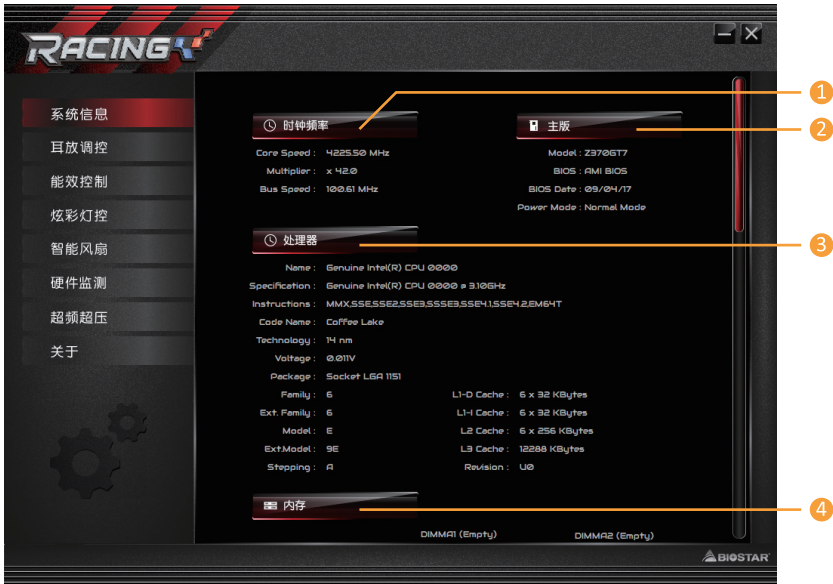 RACING
系统信息
耳放调控
能效控制
炫彩灯控
智能风扇
硬件监测
超频超压
关于
时钟频率
Core Speed : 4225.50 MHz
Multiplier : x 42.0
Bus Speed : 100.61 MHz
主版
Model : Z370GT7
BIOS : AMI BIOS
BIOS Date : 09/04/17
Power Mode : Normal Mode
处理器
Name : Genuine Intel(R) CPU 0000
Specification : Genuine Intel(R) CPU 0000 @ 3.10GHz
Instructions : MMX,SSE,SSE2,SSE3,SSSE3,SSE4.1,SSE4.2,EM64T
Code Name : Coffee Lake
Technology : 14 nm
Voltage : 0.011V
Package : Socket LGA 1151
Family : 6 L1-D Cache : 6 x 32 KBytes
Ext. Family : 6 L1-I Cache : 6 x 32 KBytes
Model : E L2 Cache : 6 x 256 KBytes
Ext.Model : 9E L3 Cache : 12288 KBytes
Stepping : A Revision : U0
内存
DIMMA1 (Empty) DIMMA2 (Empty)
BIOSTAR
1
2
3
4